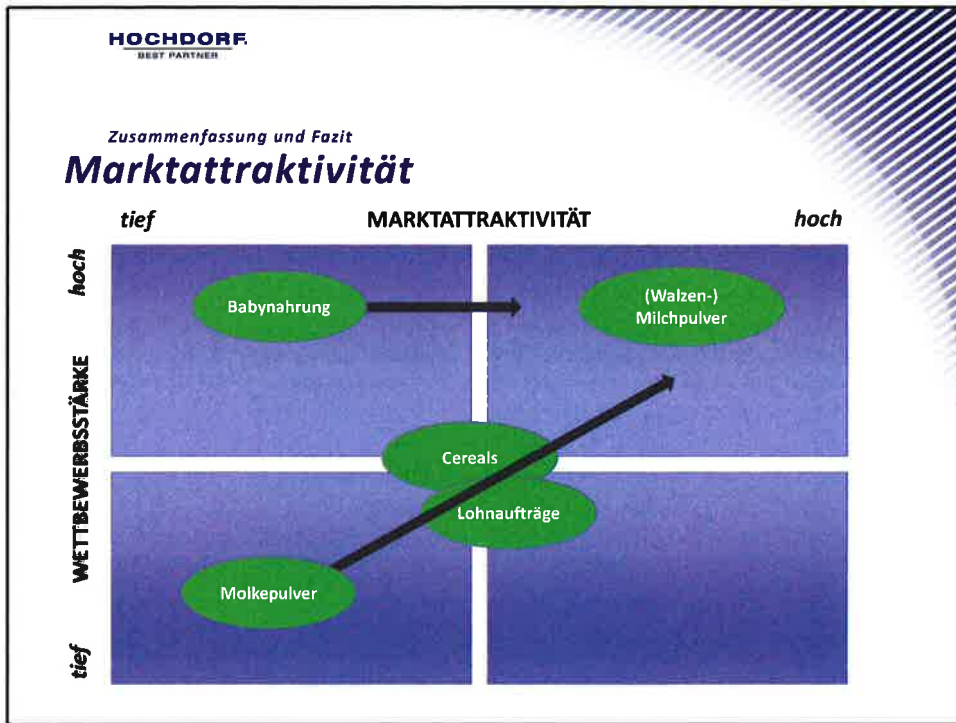 HOCHDORF
BEST PARTNER
Zusammenfassung und Fazit
Marktattraktivität
tief MARKTATTRAKTIVITÄT hoch
hoch
WETTBEWERBSSTÄRKE
tief
Babynahrung
(Walzen-)
Milchpulver
Cereals
Lohnaufträge
Molkepulver